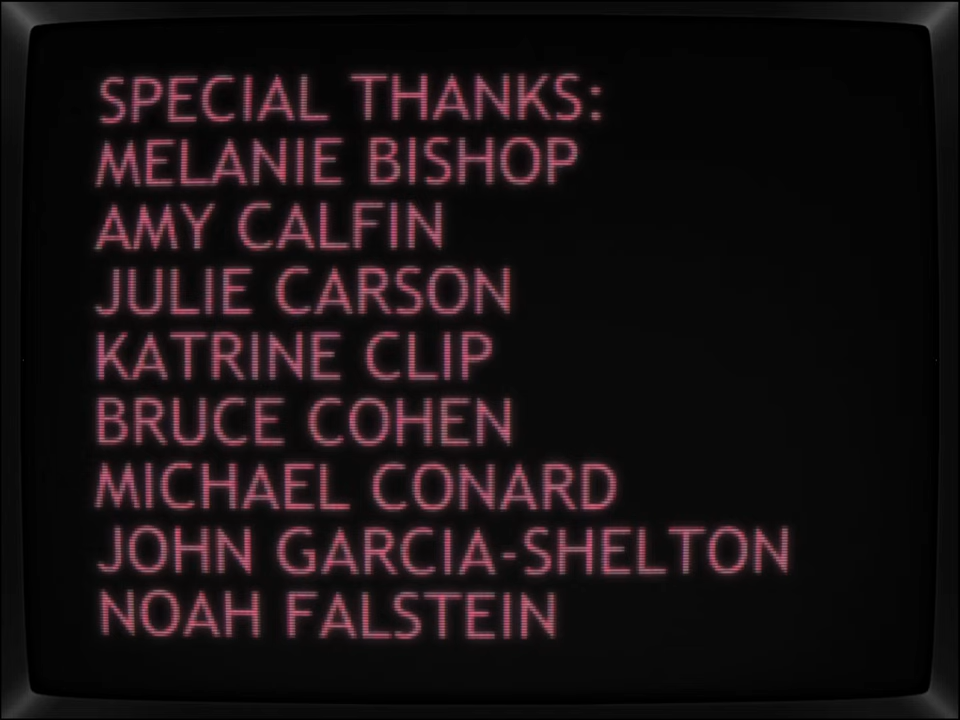 SPECIAL THANKS:
MELANIE BISHOP
AMY CALFIN
JULIE CARSON
KATRINE CLIP
BRUCE COHEN
MICHAEL CONARD
JOHN GARCIA-SHELTON
NOAH FALSTEIN